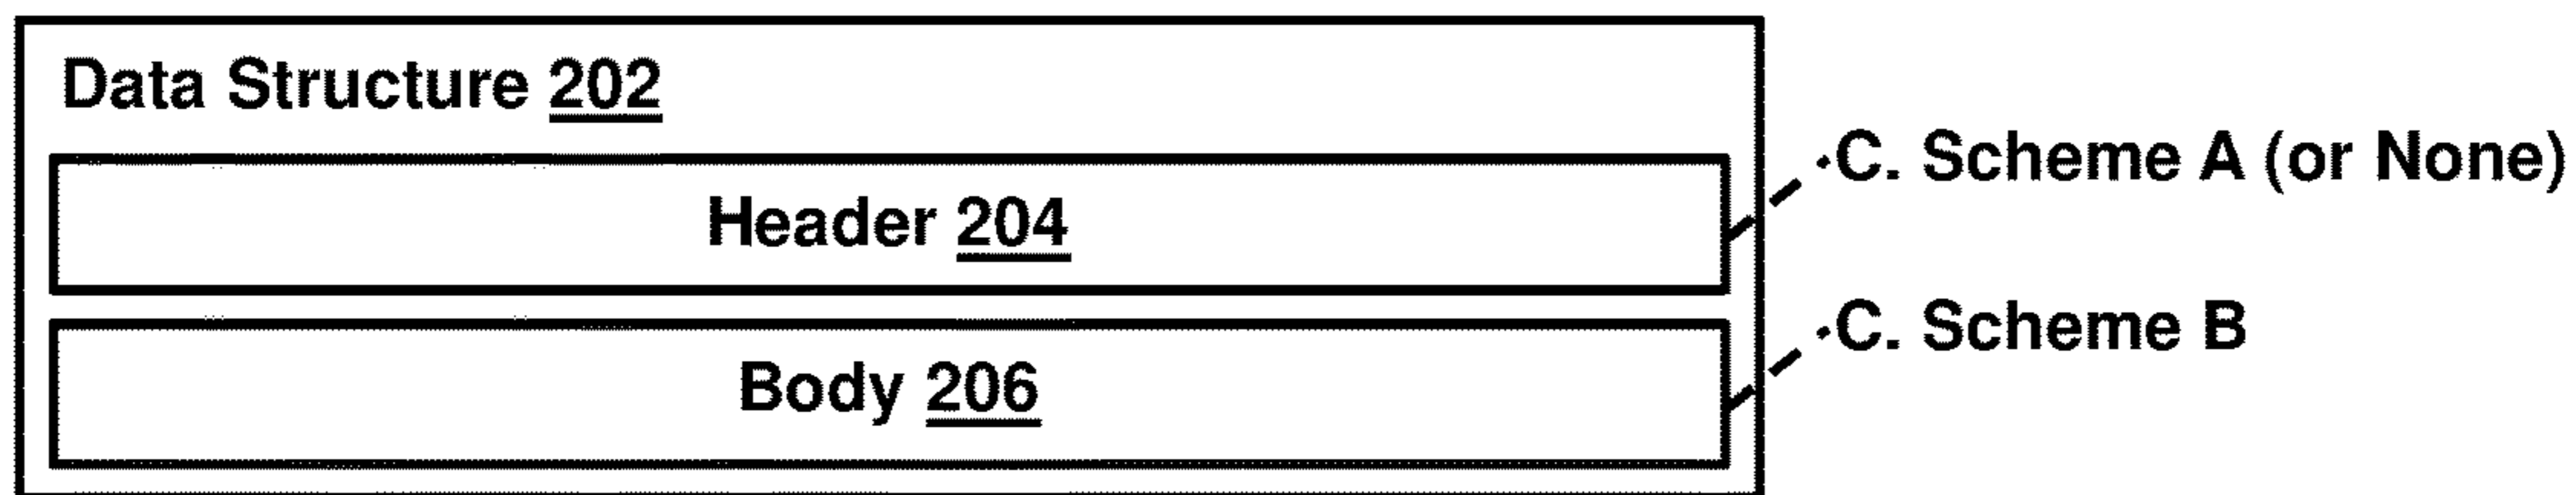 Data Structure 202
C. Scheme A (or None)
Header 204
C. Scheme B
Body 206